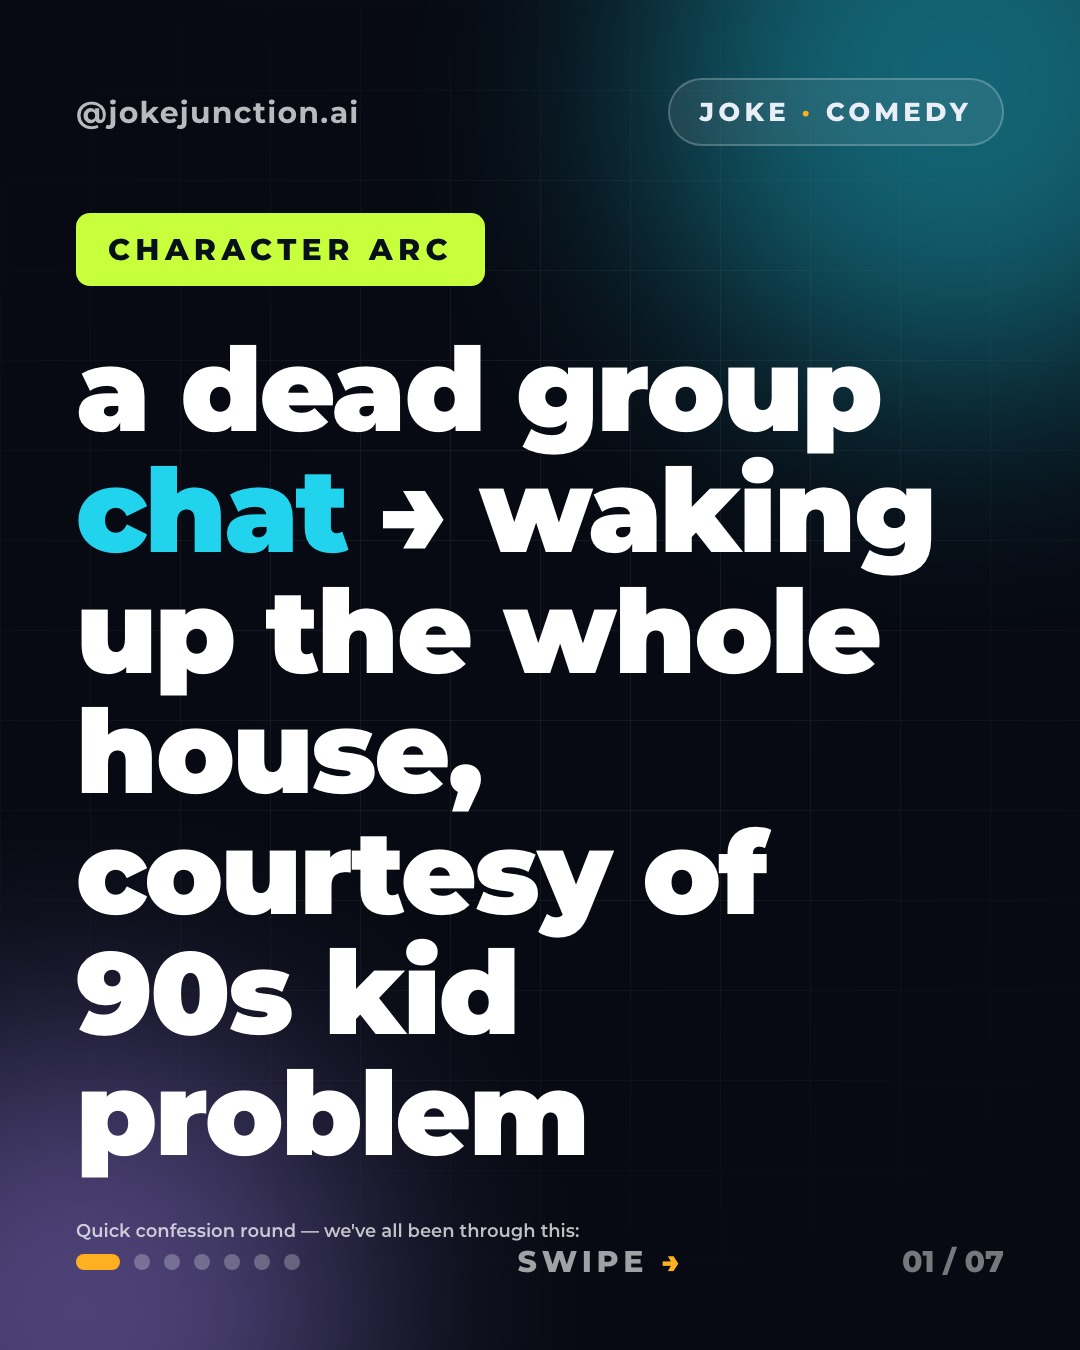 @jokejunction.ai
JOKE · COMEDY
CHARACTER ARC
a dead group
chat → waking
up the whole
house,
courtesy of
90s kid
problem
Quick confession round — we've all been through this:
SWIPE →
01 / 07